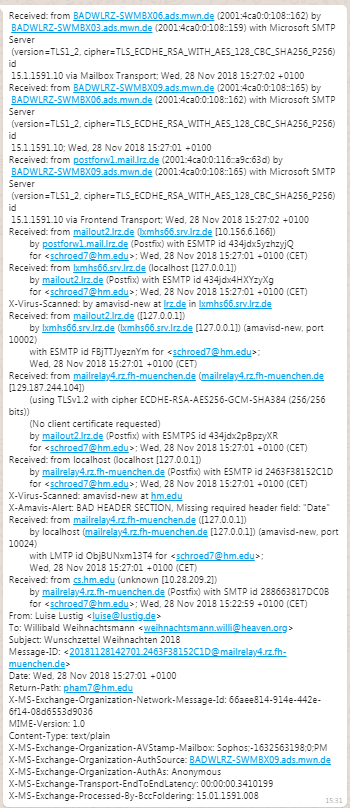 Received: from BADWLRZ-SWMBX06.ads.mwn.de (2001:4ca0:0:108::162) by
BADWLRZ-SWMBX03.ads.mwn.de (2001:4ca0:0:108::159) with Microsoft SMTP
Server
(version=TLS1_2, cipher=TLS_ECDHE_RSA_WITH_AES_128_CBC_SHA256_P256)
id
15.1.1591.10 via Mailbox Transport; Wed, 28 Nov 2018 15:27:02 +0100
Received: from BADWLRZ-SWMBX09.ads.mwn.de (2001:4ca0:0:108::165) by
BADWLRZ-SWMBX06.ads.mwn.de (2001:4ca0:0:108::162) with Microsoft SMTP
Server
(version=TLS1_2, cipher=TLS_ECDHE_RSA_WITH_AES_128_CBC_SHA256_P256)
id
15.1.1591.10; Wed, 28 Nov 2018 15:27:01 +0100
Received: from postforw1.mail.lrz.de (2001:4ca0:0:116::a9c:63d) by
BADWLRZ-SWMBX09.ads.mwn.de (2001:4ca0:0:108::165) with Microsoft SMTP
Server
(version=TLS1_2, cipher=TLS_ECDHE_RSA_WITH_AES_128_CBC_SHA256_P256)
id
15.1.1591.10 via Frontend Transport; Wed, 28 Nov 2018 15:27:02 +0100
Received: from mailout2.lrz.de (lxmhs66.srv.lrz.de [10.156.6.166])
by postforw1.mail.lrz.de (Postfix) with ESMTP id 434jdx5yzhzyjQ
for <schroed7@hm.edu>; Wed, 28 Nov 2018 15:27:01 +0100 (CET)
Received: from lxmhs66.srv.lrz.de (localhost [127.0.0.1])
by mailout2.lrz.de (Postfix) with ESMTP id 434jdx4HXYzyXg
for <schroed7@hm.edu>; Wed, 28 Nov 2018 15:27:01 +0100 (CET)
X-Virus-Scanned: by amavisd-new at lrz.de in lxmhs66.srv.lrz.de
Received: from mailout2.lrz.de ([127.0.0.1])
by lxmhs66.srv.lrz.de (lxmhs66.srv.lrz.de [127.0.0.1]) (amavisd-new, port
10002)
with ESMTP id FBjTTJyeznYm for <schroed7@hm.edu>;
Wed, 28 Nov 2018 15:27:01 +0100 (CET)
Received: from mailrelay4.rz.fh-muenchen.de (mailrelay4.rz.fh-muenchen.de
[129.187.244.104])
(using TLSv1.2 with cipher ECDHE-RSA-AES256-GCM-SHA384 (256/256
bits))
(No client certificate requested)
by mailout2.lrz.de (Postfix) with ESMTPS id 434jdx2pBpzyXR
for <schroed7@hm.edu>; Wed, 28 Nov 2018 15:27:01 +0100 (CET)
Received: from localhost (localhost [127.0.0.1])
by mailrelay4.rz.fh-muenchen.de (Postfix) with ESMTP id 2463F38152C1D
for <schroed7@hm.edu>; Wed, 28 Nov 2018 15:27:01 +0100 (CET)
X-Virus-Scanned: amavisd-new at hm.edu
X-Amavis-Alert: BAD HEADER SECTION, Missing required header field: "Date"
Received: from mailrelay4.rz.fh-muenchen.de ([127.0.0.1])
by localhost (mailrelay4.rz.fh-muenchen.de [127.0.0.1]) (amavisd-new, port
10024)
with LMTP id ObjBUNxm13T4 for <schroed7@hm.edu>;
Wed, 28 Nov 2018 15:27:01 +0100 (CET)
Received: from cs.hm.edu (unknown [10.28.209.2])
by mailrelay4.rz.fh-muenchen.de (Postfix) with SMTP id 288663817DC0B
for <schroed7@hm.edu>; Wed, 28 Nov 2018 15:22:59 +0100 (CET)
From: Luise Lustig <luise@lustig.de>
To: Willibald Weihnachtsmann <weihnachtsmann.willi@heaven.org>
Subject: Wunschzettel Weihnachten 2018
Message-ID: <20181128142701.2463F38152C1D@mailrelay4.rz.fh-
muenchen.de>
Date: Wed, 28 Nov 2018 15:27:01 +0100
Return-Path: pham7@hm.edu
X-MS-Exchange-Organization-Network-Message-Id: 66aee814-914e-442e-
6f14-08d6553d9036
MIME-Version: 1.0
Content-Type: text/plain
X-MS-Exchange-Organization-AVStamp-Mailbox: Sophos;-1632563198;0;PM
X-MS-Exchange-Organization-AuthSource: BADWLRZ-SWMBX09.ads.mwn.de
X-MS-Exchange-Organization-AuthAs: Anonymous
X-MS-Exchange-Transport-EndToEndLatency: 00:00:00.3410199
X-MS-Exchange-Processed-By-BccFoldering: 15.01.1591.008
15:31